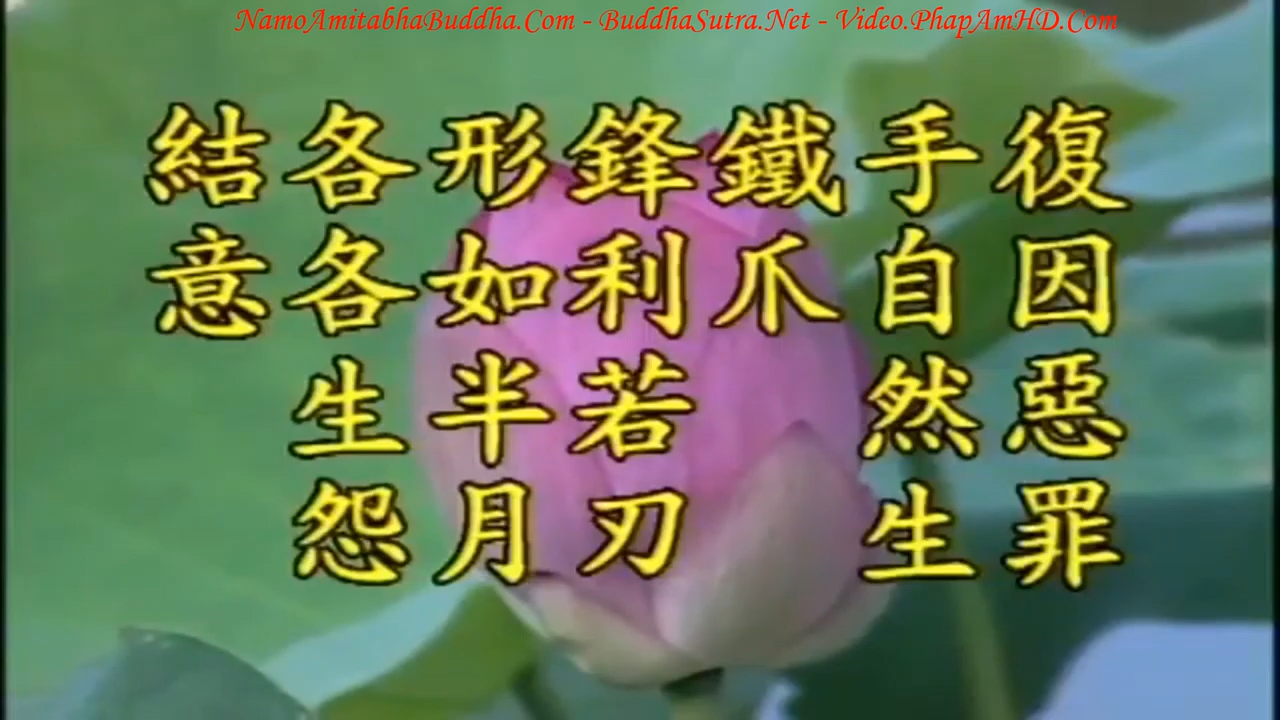 NamoAmitabhaBuddha.Com - BuddhaSutra.Net - Video.PhapAmHD.Com
復因惡罪
手自然生
鐵爪
鋒利若刃
形如半月
各各生怨
結意